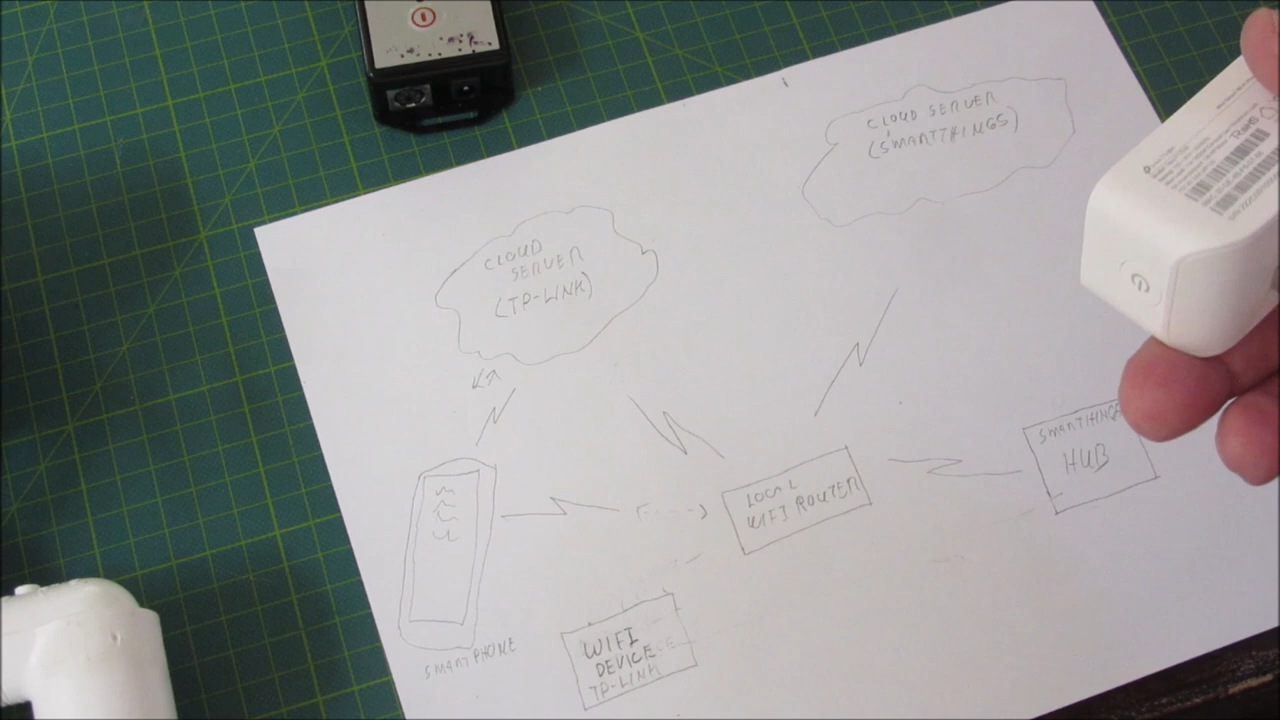 CLOUD SERVER
(SMARTTHINGS)
CLOUD
SERVER
(TP-LINK)
SMARTTHINGS
HUB
LOCAL
WIFI ROUTER
WIFI
DEVICE
TP-LINK
SMARTPHONE